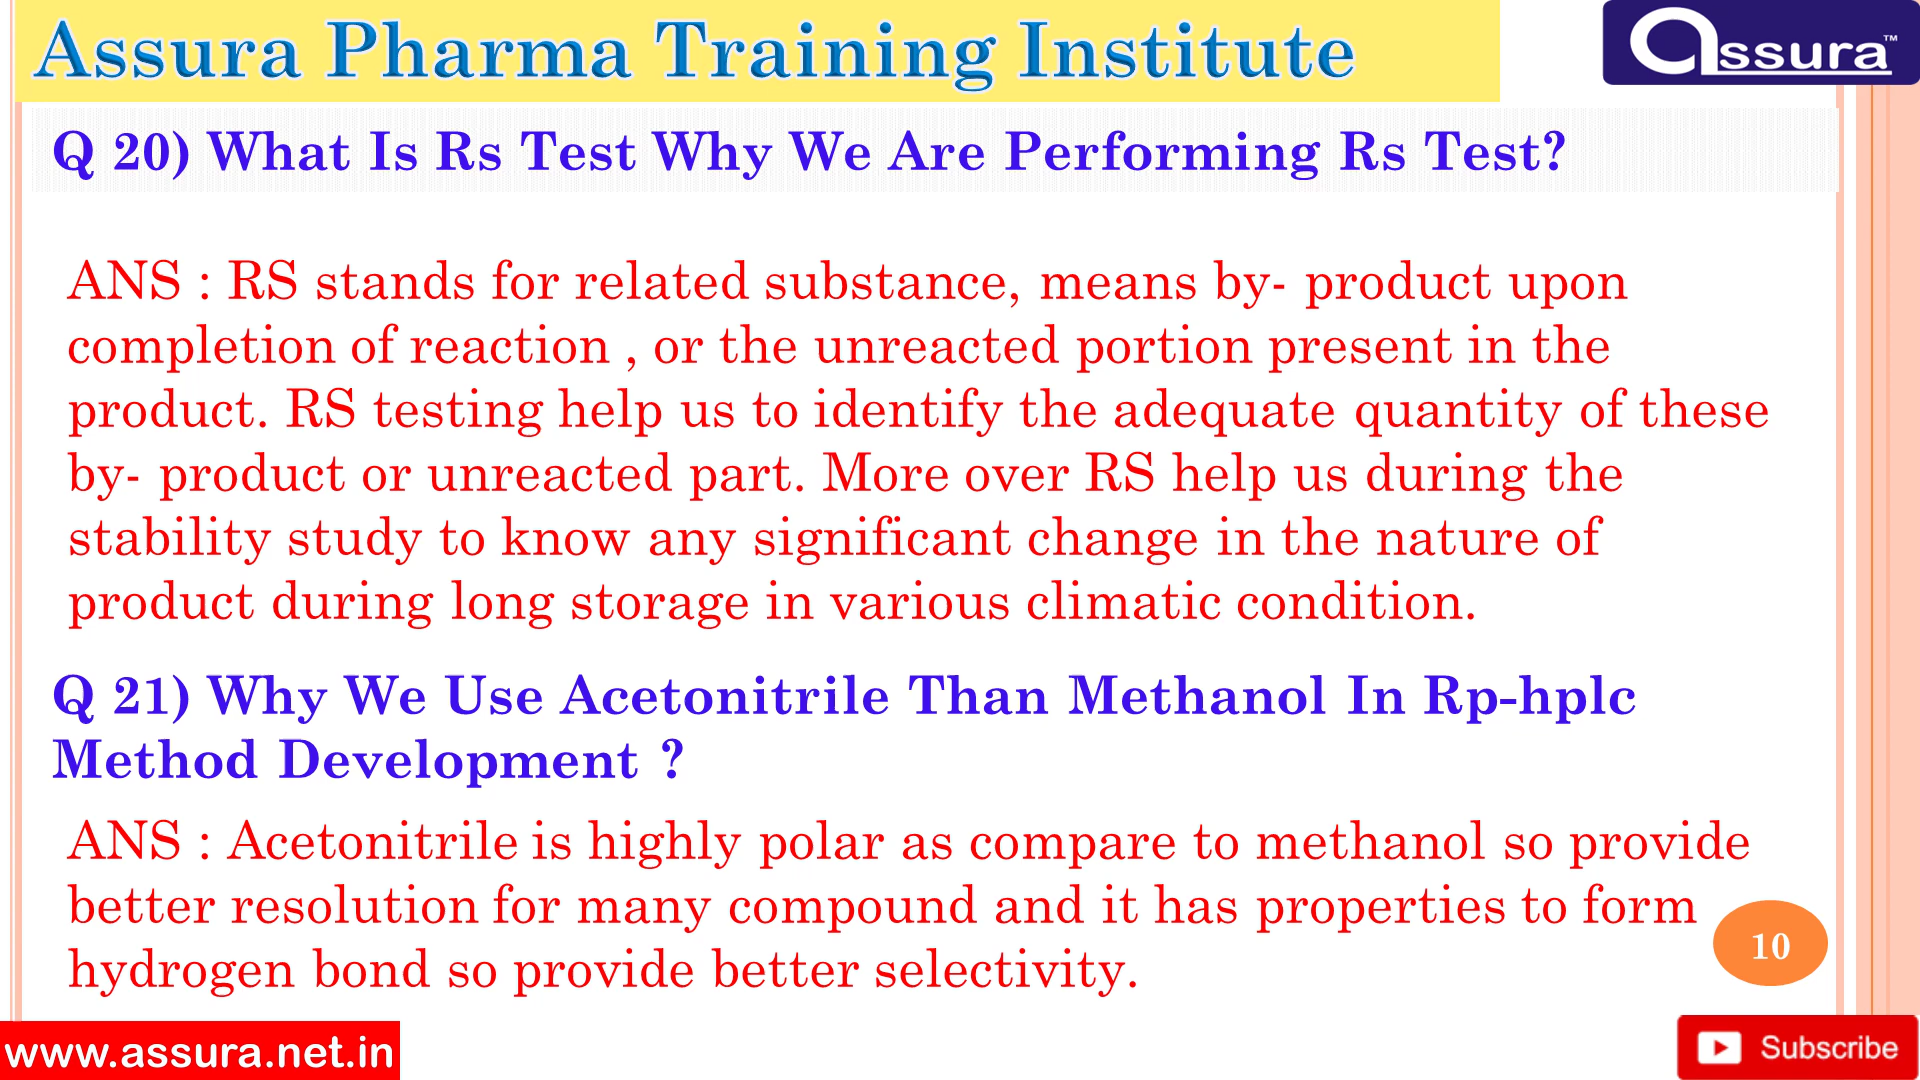 Assura Pharma Training Institute
assura™
Q 20) What Is Rs Test Why We Are Performing Rs Test?
ANS : RS stands for related substance, means by- product upon
completion of reaction , or the unreacted portion present in the
product. RS testing help us to identify the adequate quantity of these
by- product or unreacted part. More over RS help us during the
stability study to know any significant change in the nature of
product during long storage in various climatic condition.
Q 21) Why We Use Acetonitrile Than Methanol In Rp-hplc
Method Development ?
ANS : Acetonitrile is highly polar as compare to methanol so provide
better resolution for many compound and it has properties to form
hydrogen bond so provide better selectivity.
10
www.assura.net.in
Subscribe